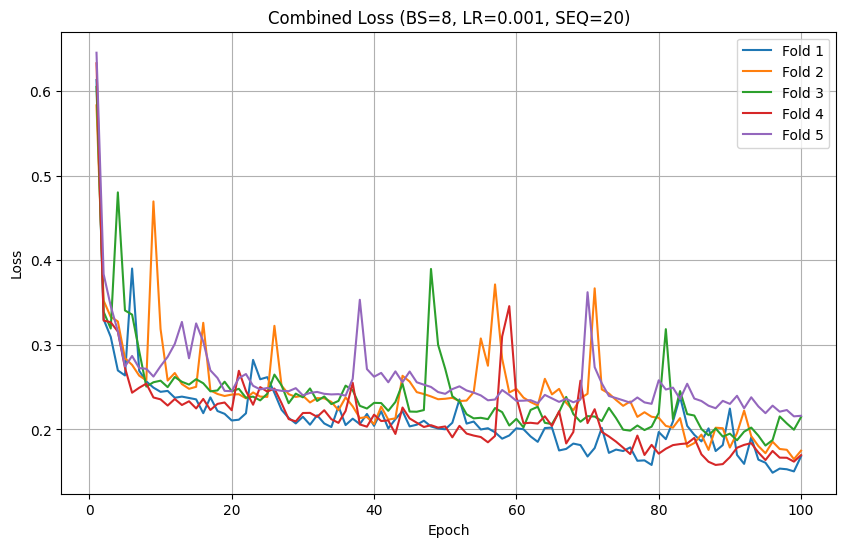 Combined Loss (BS=8, LR=0.001, SEQ=20)
Fold 1
Fold 2
Fold 3
Fold 4
Fold 5
Loss
0.6
0.5
0.4
0.3
0.2
0
20
40
60
80
100
Epoch